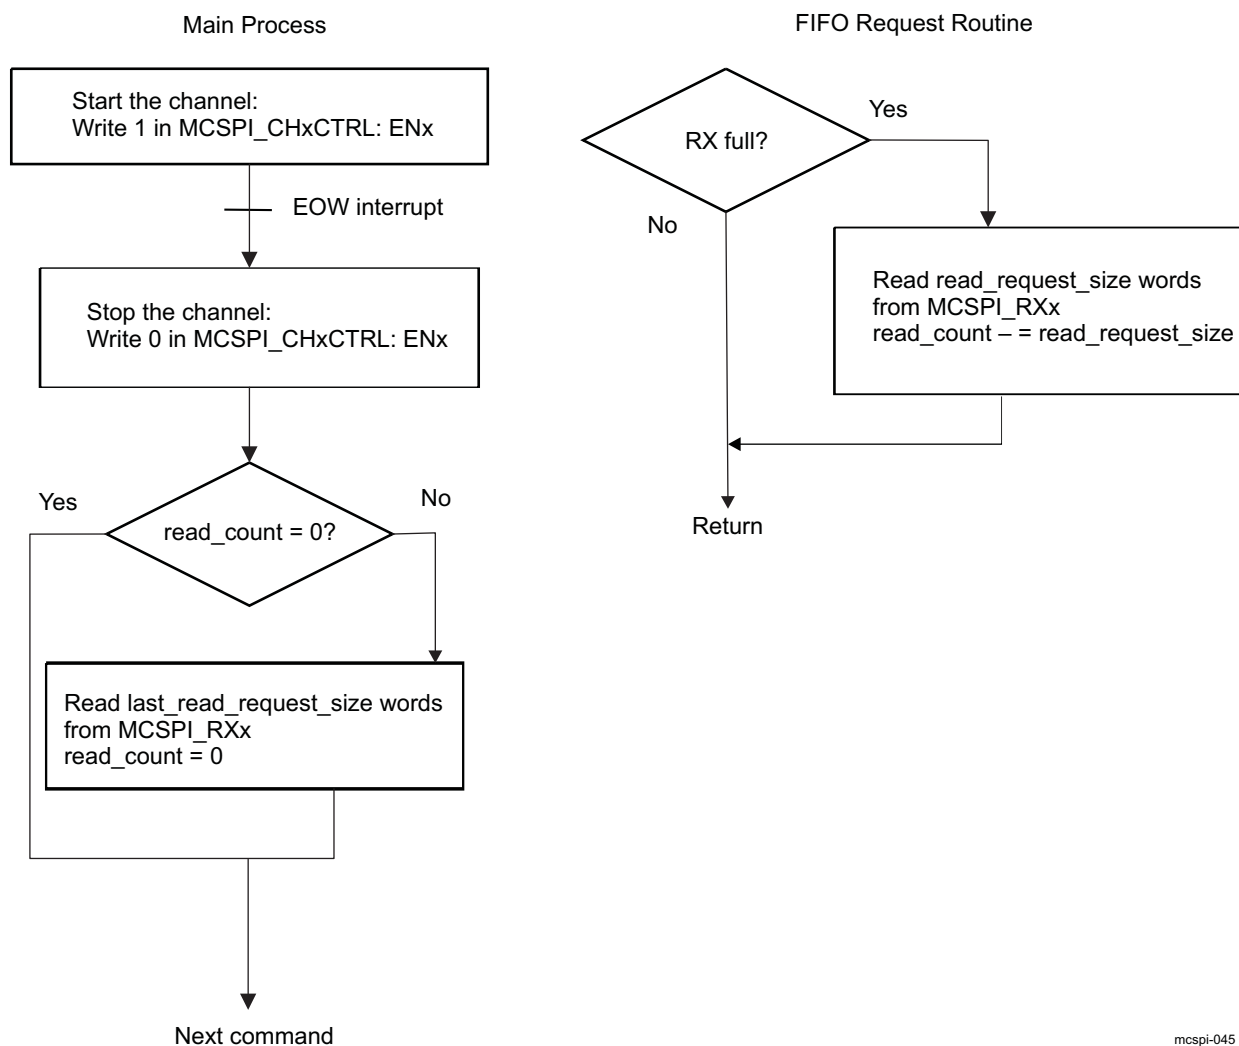 Main Process
Start the channel:
Write 1 in MCSPI_CHxCTRL: ENx
EOW interrupt
Stop the channel:
Write 0 in MCSPI_CHxCTRL: ENx
Yes
No
read_count = 0?
Read last_read_request_size words
from MCSPI_RXx
read_count = 0
Next command
FIFO Request Routine
RX full?
Yes
No
Read read_request_size words
from MCSPI_RXx
read_count – = read_request_size
Return
mcspi-045